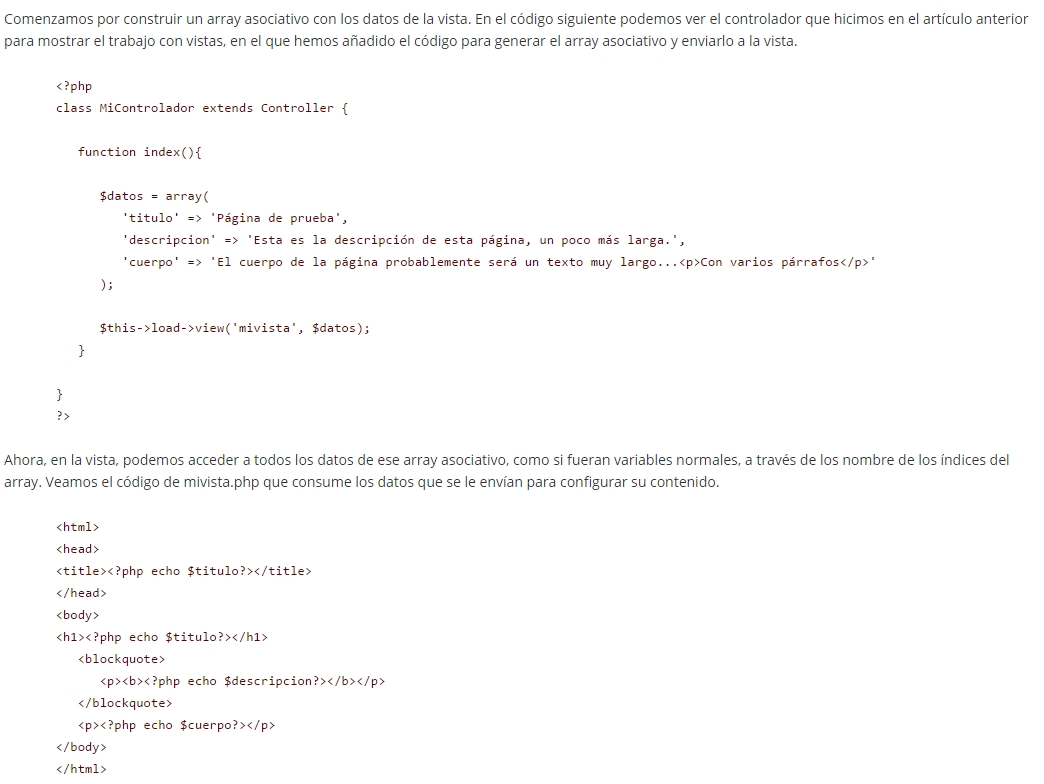 Comenzamos por construir un array asociativo con los datos de la vista. En el código siguiente podemos ver el controlador que hicimos en el artículo anterior
para mostrar el trabajo con vistas, en el que hemos añadido el código para generar el array asociativo y enviarlo a la vista.
<?php
class MiControlador extends Controller {
function index(){
$datos = array(
'titulo' => 'Página de prueba',
'descripcion' => 'Esta es la descripción de esta página, un poco más larga.',
'cuerpo' => 'El cuerpo de la página probablemente será un texto muy largo...<p>Con varios párrafos</p>'
);
$this->load->view('mivista', $datos);
}
}
?>
Ahora, en la vista, podemos acceder a todos los datos de ese array asociativo, como si fueran variables normales, a través de los nombre de los índices del
array. Veamos el código de mivista.php que consume los datos que se le envían para configurar su contenido.
<html>
<head>
<title><?php echo $titulo?></title>
</head>
<body>
<h1><?php echo $titulo?></h1>
<blockquote>
<p><b><?php echo $descripcion?></b></p>
</blockquote>
<p><?php echo $cuerpo?></p>
</body>
</html>